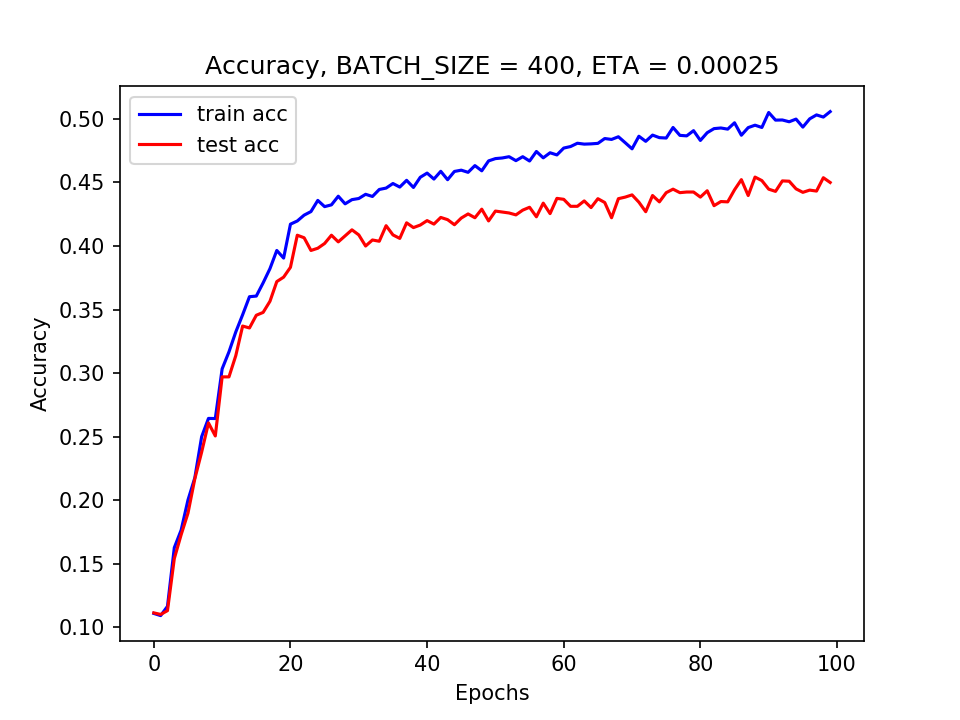 Accuracy, BATCH_SIZE = 400, ETA = 0.00025
train acc
test acc
0.50
0.45
0.40
0.35
0.30
0.25
0.20
0.15
0.10
Accuracy
0 20 40 60 80 100
Epochs